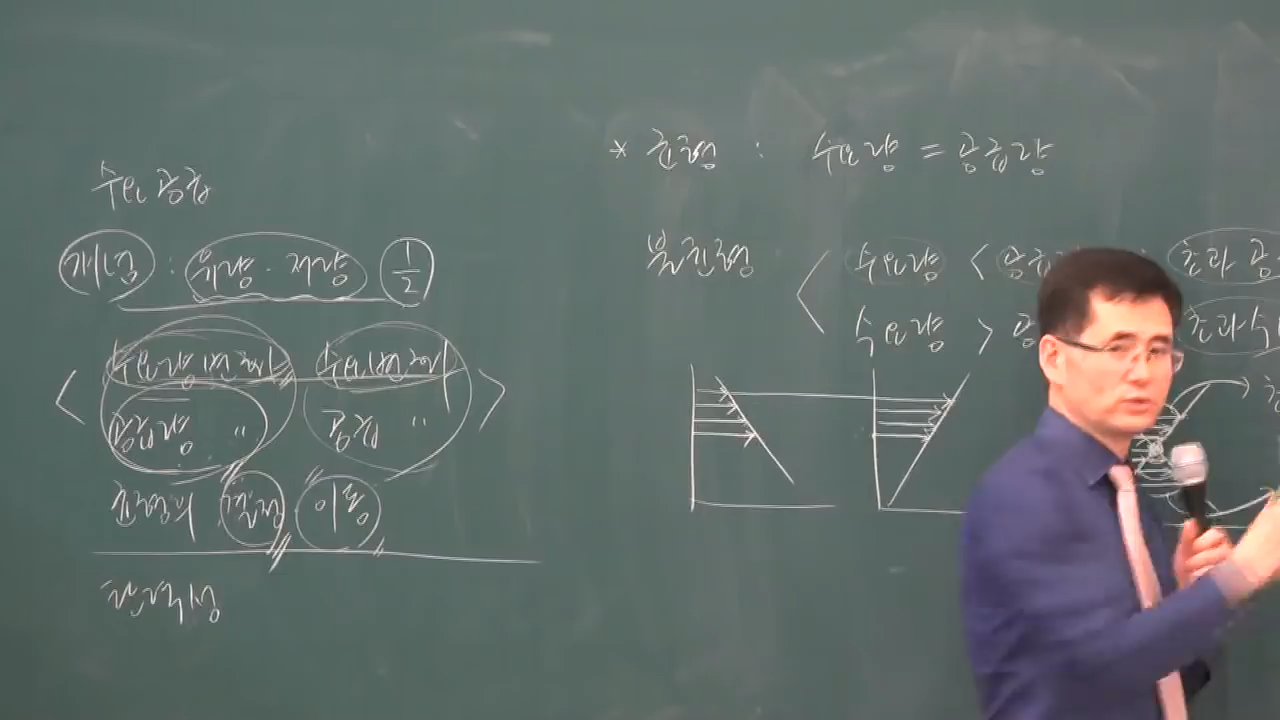 수요 공급
개념 : 유량 · 저량 1/2
< 수요량 변화 수요 변화 >
공급량 〃 공급 〃
균형의 결정, 이동
탄력성
* 균형 : 수요량 = 공급량
불균형 < 수요량 < 공급 : 초과 공
수요량 > 공 초과수